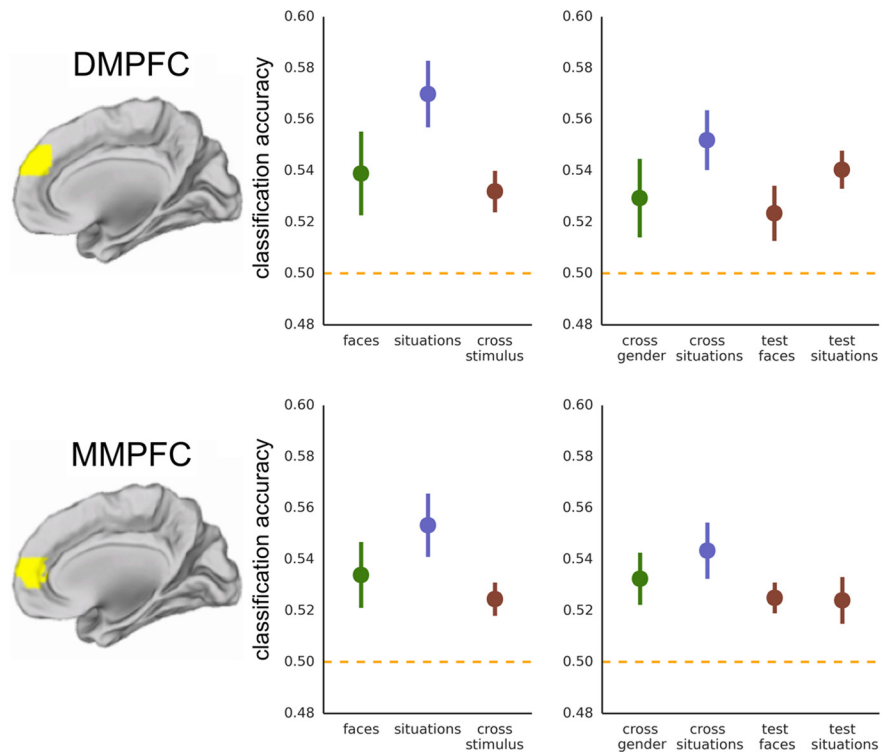 DMPFC
classification accuracy
0.60
0.58
0.56
0.54
0.52
0.50
0.48
faces
situations
cross
stimulus
0.60
0.58
0.56
0.54
0.52
0.50
0.48
cross
gender
cross
situations
test
faces
test
situations
MMPFC
classification accuracy
0.60
0.58
0.56
0.54
0.52
0.50
0.48
faces
situations
cross
stimulus
0.60
0.58
0.56
0.54
0.52
0.50
0.48
cross
gender
cross
situations
test
faces
test
situations